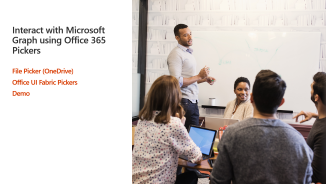 Interact with Microsoft
Graph using Office 365
Pickers
File Picker (OneDrive)
Office UI Fabric Pickers
Demo